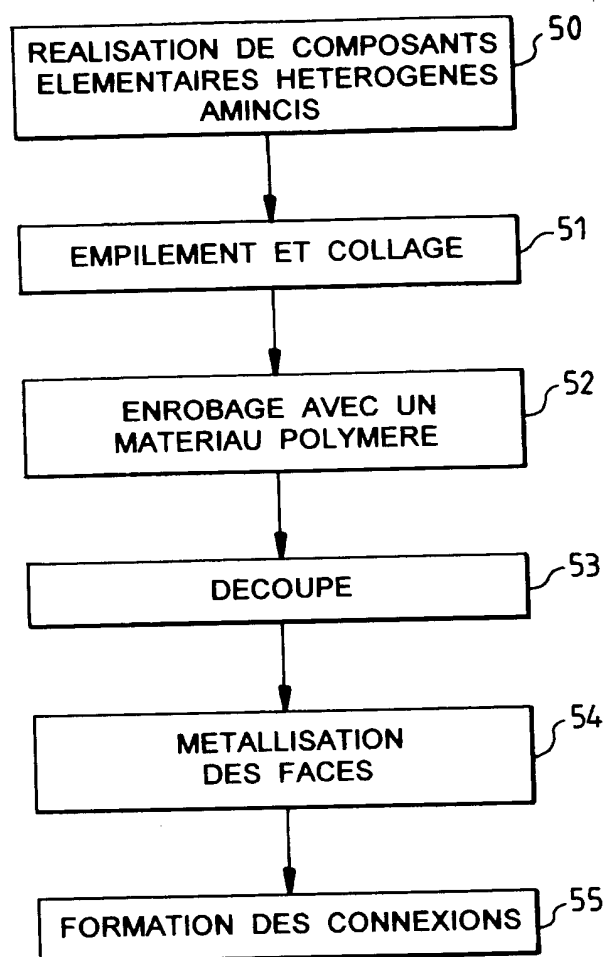 REALISATION DE COMPOSANTS
ELEMENTAIRES HETEROGENES
AMINCIS
50
EMPILEMENT ET COLLAGE
51
ENROBAGE AVEC UN
MATERIAU POLYMERE
52
DECOUPE
53
METALLISATION
DES FACES
54
FORMATION DES CONNEXIONS
55